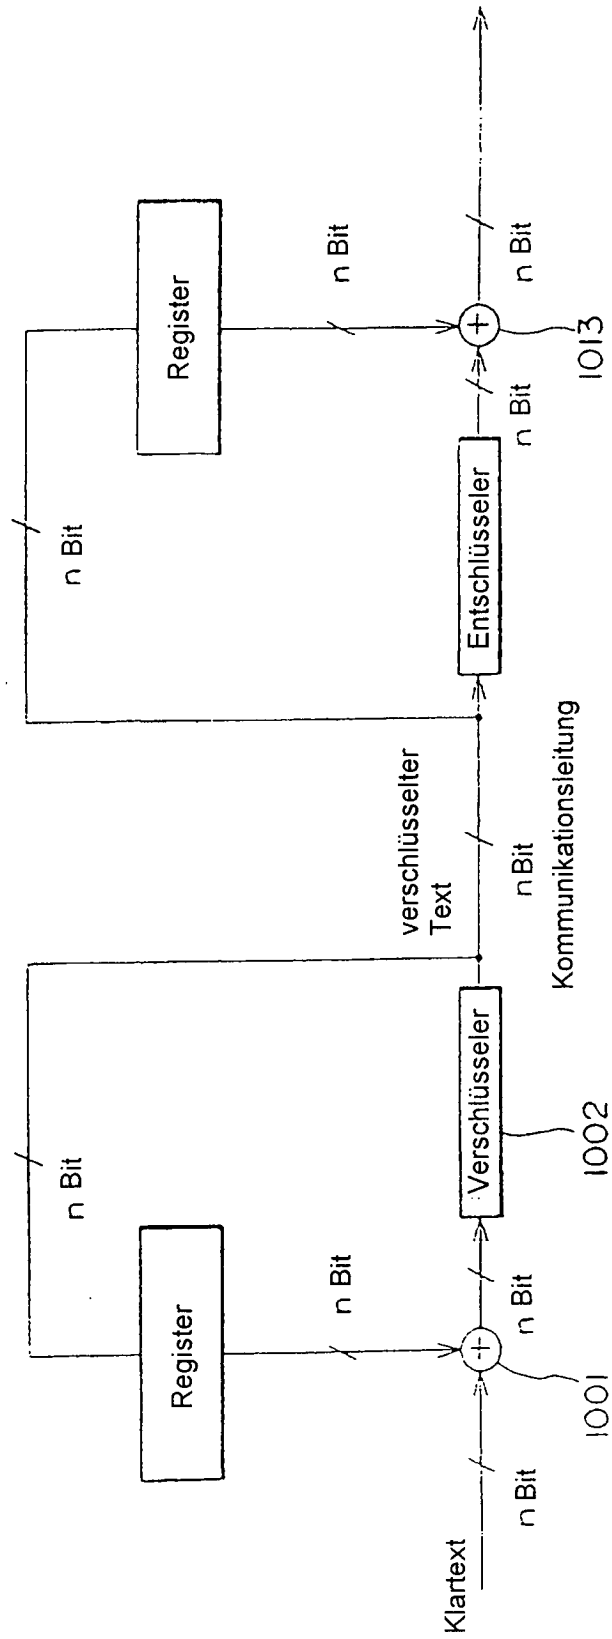 Klartext
n Bit
1001
n Bit
Register
n Bit
n Bit
Verschlüsseler
1002
verschlüsselter
Text
n Bit
Kommunikationsleitung
n Bit
Entschlüsseler
n Bit
Register
n Bit
1013
n Bit